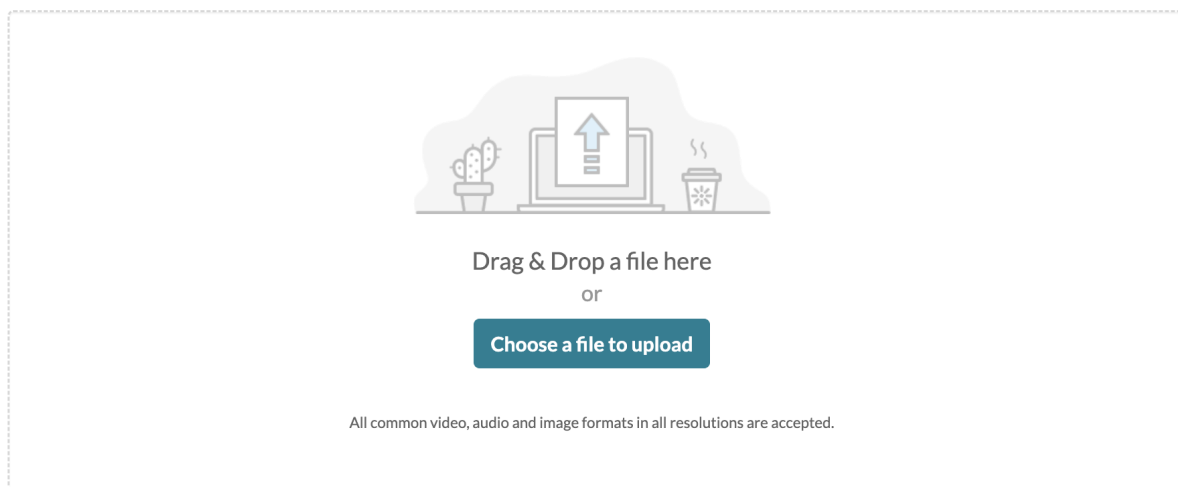 Drag & Drop a file here
or
Choose a file to upload
All common video, audio and image formats in all resolutions are accepted.